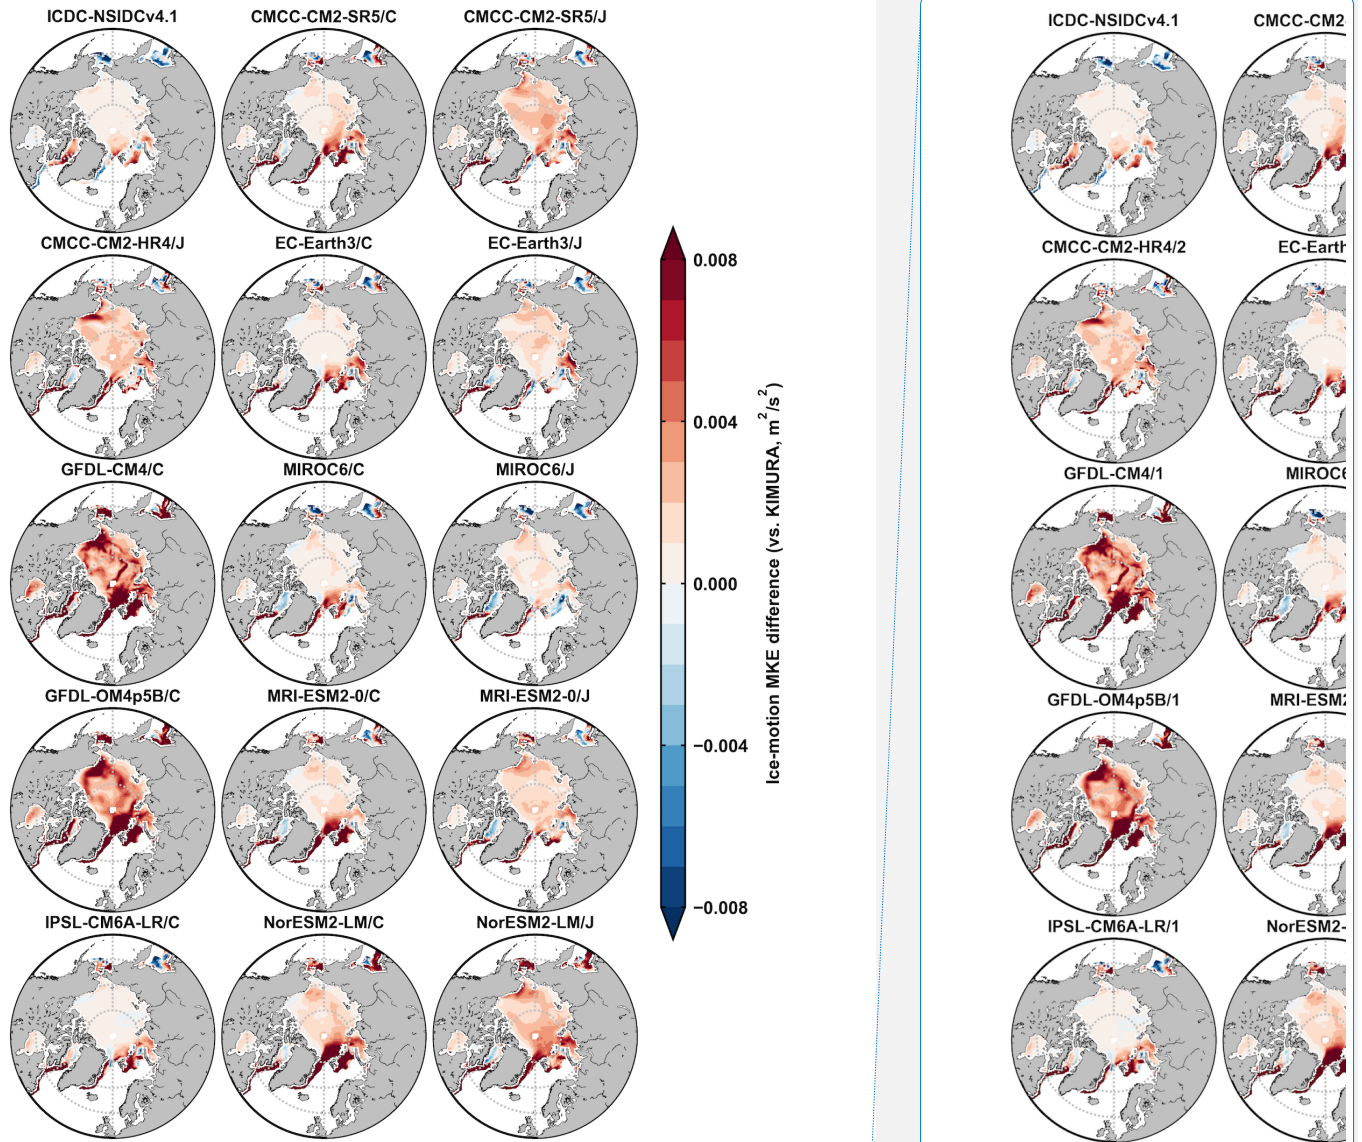 ICDC-NSIDCv4.1
CMCC-CM2-SR5/C
CMCC-CM2-SR5/J
CMCC-CM2-HR4/J
EC-Earth3/C
EC-Earth3/J
GFDL-CM4/C
MIROC6/C
MIROC6/J
GFDL-OM4p5B/C
MRI-ESM2-0/C
MRI-ESM2-0/J
IPSL-CM6A-LR/C
NorESM2-LM/C
NorESM2-LM/J
0.008
0.004
0.000
−0.004
−0.008
Ice-motion MKE difference (vs. KIMURA, m²/s²)
ICDC-NSIDCv4.1
CMCC-CM2-
CMCC-CM2-HR4/2
EC-Earth
GFDL-CM4/1
MIROC6
GFDL-OM4p5B/1
MRI-ESM2
IPSL-CM6A-LR/1
NorESM2-